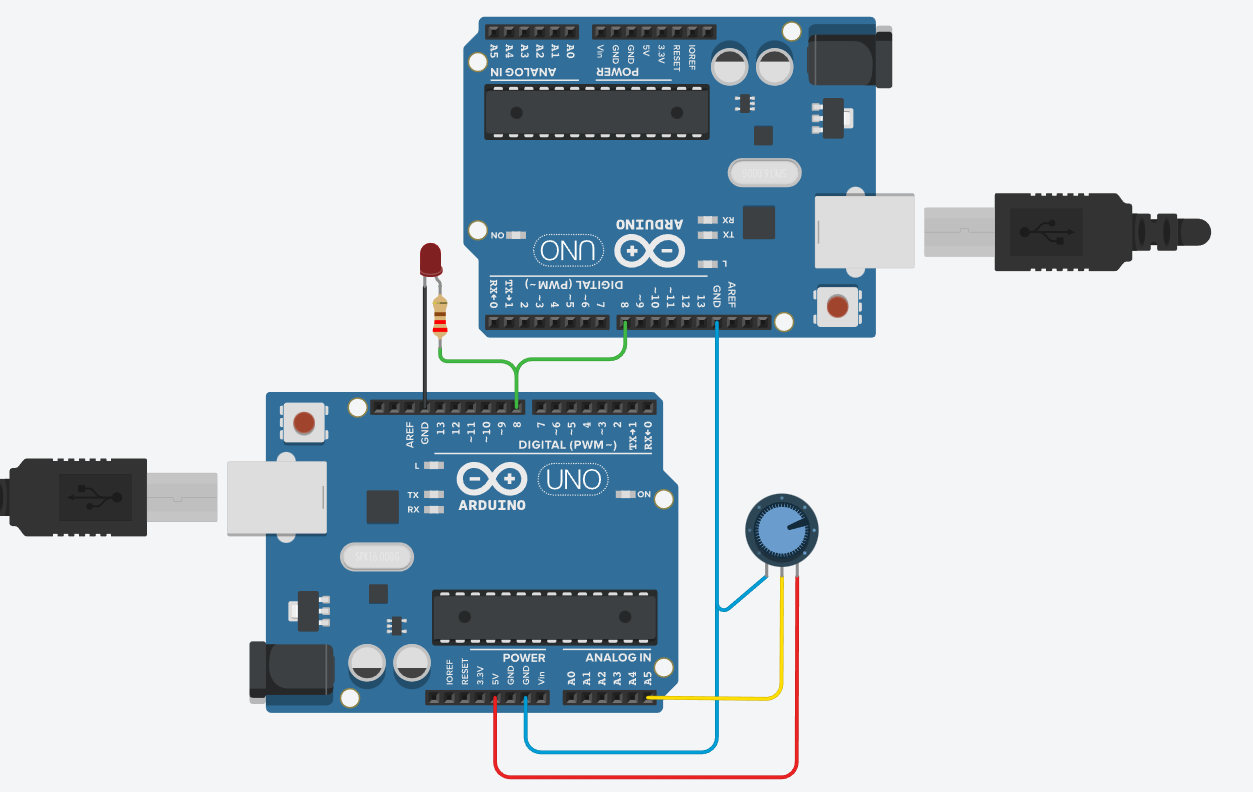 A5 A4 A3 A2 A1 A0 Vin GND GND 5V 3.3V RESET IOREF
ANALOG IN POWER
ON UNO ARDUINO RX TX L
DIGITAL (PWM~)
RX←0 TX→1 2 ~3 4 ~5 ~6 7 8 ~9 ~10 ~11 12 13 GND AREF
AREF GND 13 12 ~11 ~10 ~9 8 7 ~6 ~5 4 ~3 2 TX→1 RX←0
DIGITAL (PWM~)
L
TX
RX
UNO
ARDUINO
ON
POWER ANALOG IN
IOREF RESET 3.3V 5V GND GND Vin A0 A1 A2 A3 A4 A5